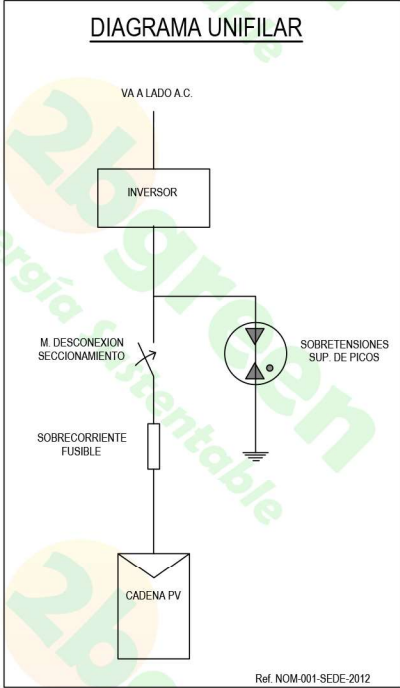 DIAGRAMA UNIFILAR
VA A LADO A.C.
INVERSOR
M. DESCONEXION
SECCIONAMIENTO
SOBRETENSIONES
SUP. DE PICOS
SOBRECORRIENTE
FUSIBLE
CADENA PV
Ref. NOM-001-SEDE-2012
2bgreen
Energía Sustentable